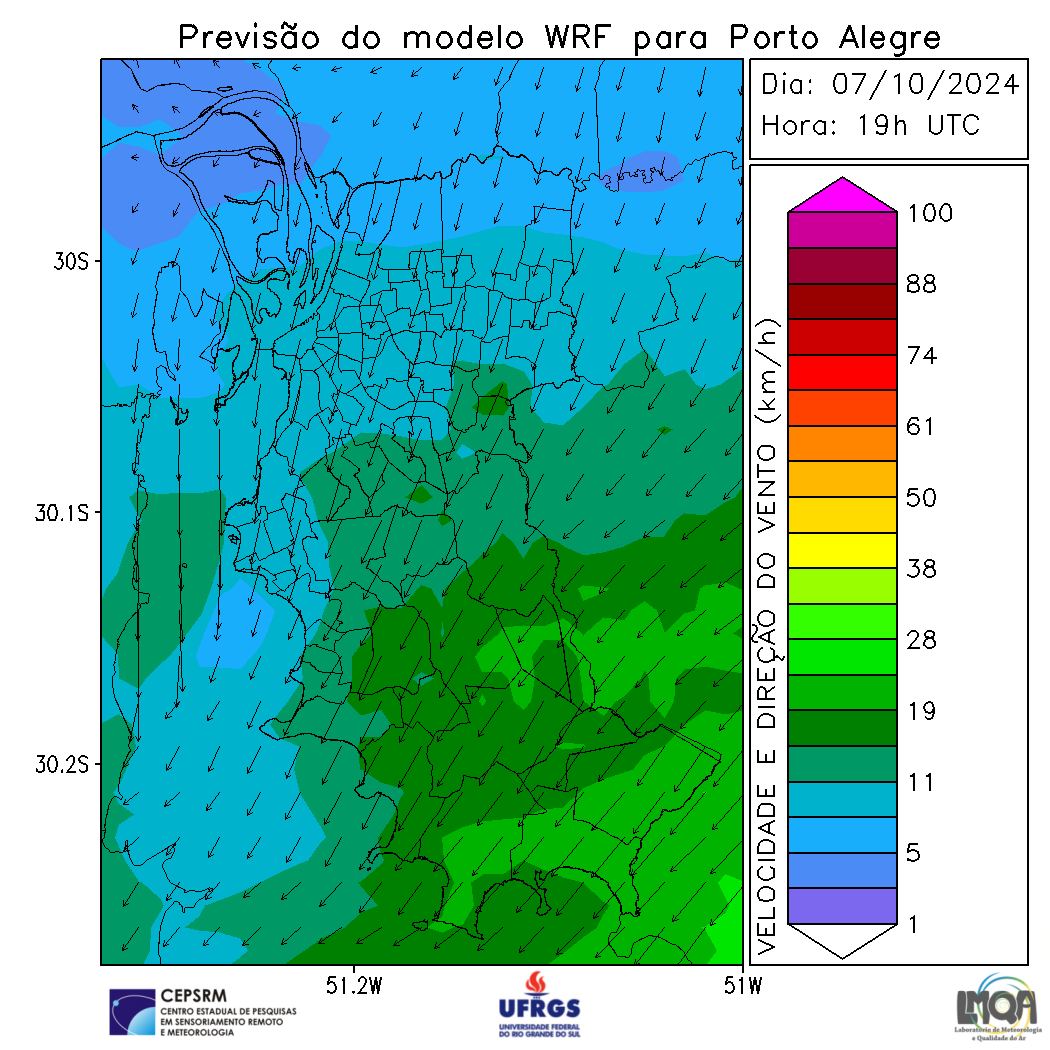 Previsão do modelo WRF para Porto Alegre
Dia: 07/10/2024
Hora: 19h UTC
30S
30.1S
30.2S
51.2W
51W
VELOCIDADE E DIREÇÃO DO VENTO (km/h)
100
88
74
61
50
38
28
19
11
5
1
CEPSRM
CENTRO ESTADUAL DE PESQUISAS
EM SENSORIAMENTO REMOTO
E METEOROLOGIA
UFRGS
UNIVERSIDADE FEDERAL
DO RIO GRANDE DO SUL
LMQA
Laboratório de Meteorologia
e Qualidade do Ar